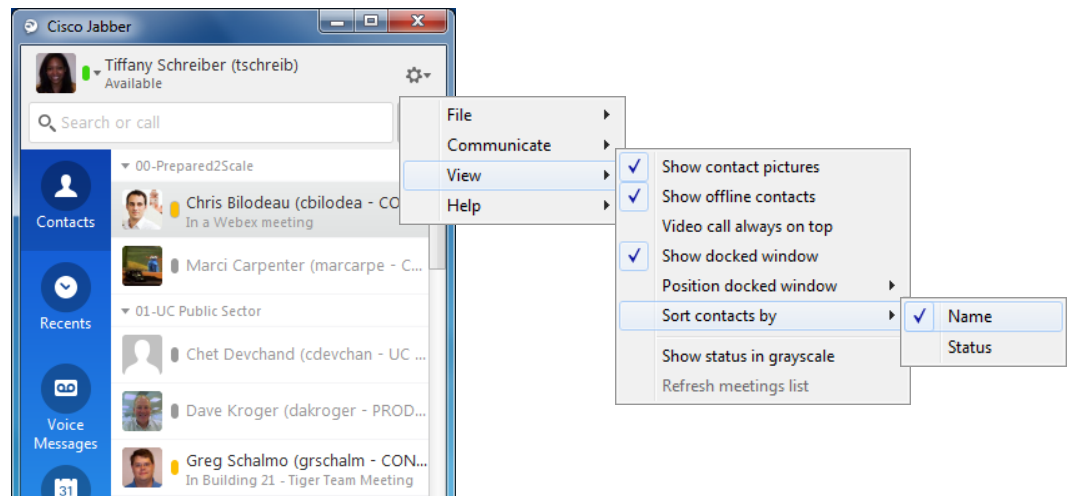 Cisco Jabber
Tiffany Schreiber (tschreib)
Available
Search or call
Contacts
Recents
Voice
Messages
31
00-Prepared2Scale
Chris Bilodeau (cbilodea - CO
In a Webex meeting
Marci Carpenter (marcarpe - C...
01-UC Public Sector
Chet Devchand (cdevchan - UC ...
Dave Kroger (dakroger - PROD...
Greg Schalmo (grschalm - CON...
In Building 21 - Tiger Team Meeting
File
Communicate
View
Help
Show contact pictures
Show offline contacts
Video call always on top
Show docked window
Position docked window
Sort contacts by
Show status in grayscale
Refresh meetings list
Name
Status